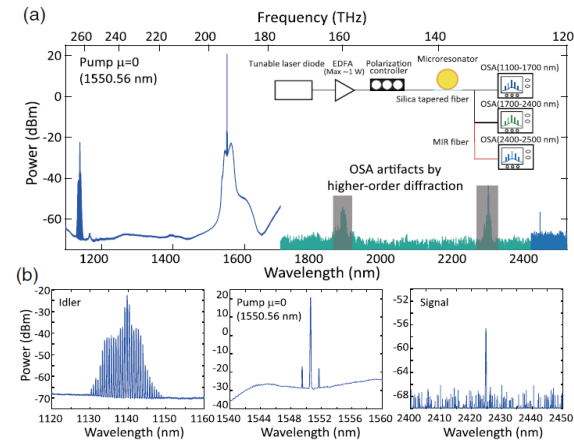 (a)
Frequency (THz)
260 240 220 200 180 160 140 120
Pump μ=0
(1550.56 nm)
Tunable laser diode
EDFA
(Max ~1 W)
Polarization
controller
Microresonator
Silica tapered fiber
MIR fiber
OSA(1100-1700 nm)
OSA(1700-2400 nm)
OSA(2400-2500 nm)
OSA artifacts by
higher-order diffraction
Power (dBm)
20
0
-20
-40
-60
1200 1400 1600 1800 2000 2200 2400
Wavelength (nm)
(b)
Idler
Power (dBm)
-20
-30
-40
-50
-60
-70
1120 1130 1140 1150 1160
Wavelength (nm)
Pump μ=0
(1550.56 nm)
20
10
0
-10
-20
-30
-40
1540 1544 1548 1552 1556 1560
Wavelength (nm)
Signal
-52
-56
-60
-64
-68
2400 2410 2420 2430 2440 2450
Wavelength (nm)